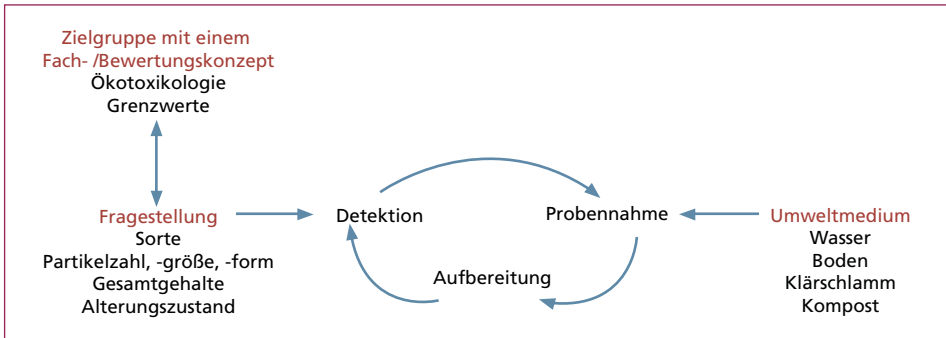 Zielgruppe mit einem
Fach- /Bewertungskonzept
Ökotoxikologie
Grenzwerte
Fragestellung
Sorte
Partikelzahl, -größe, -form
Gesamtgehalte
Alterungszustand
Detektion
Aufbereitung
Probennahme
Umweltmedium
Wasser
Boden
Klärschlamm
Kompost